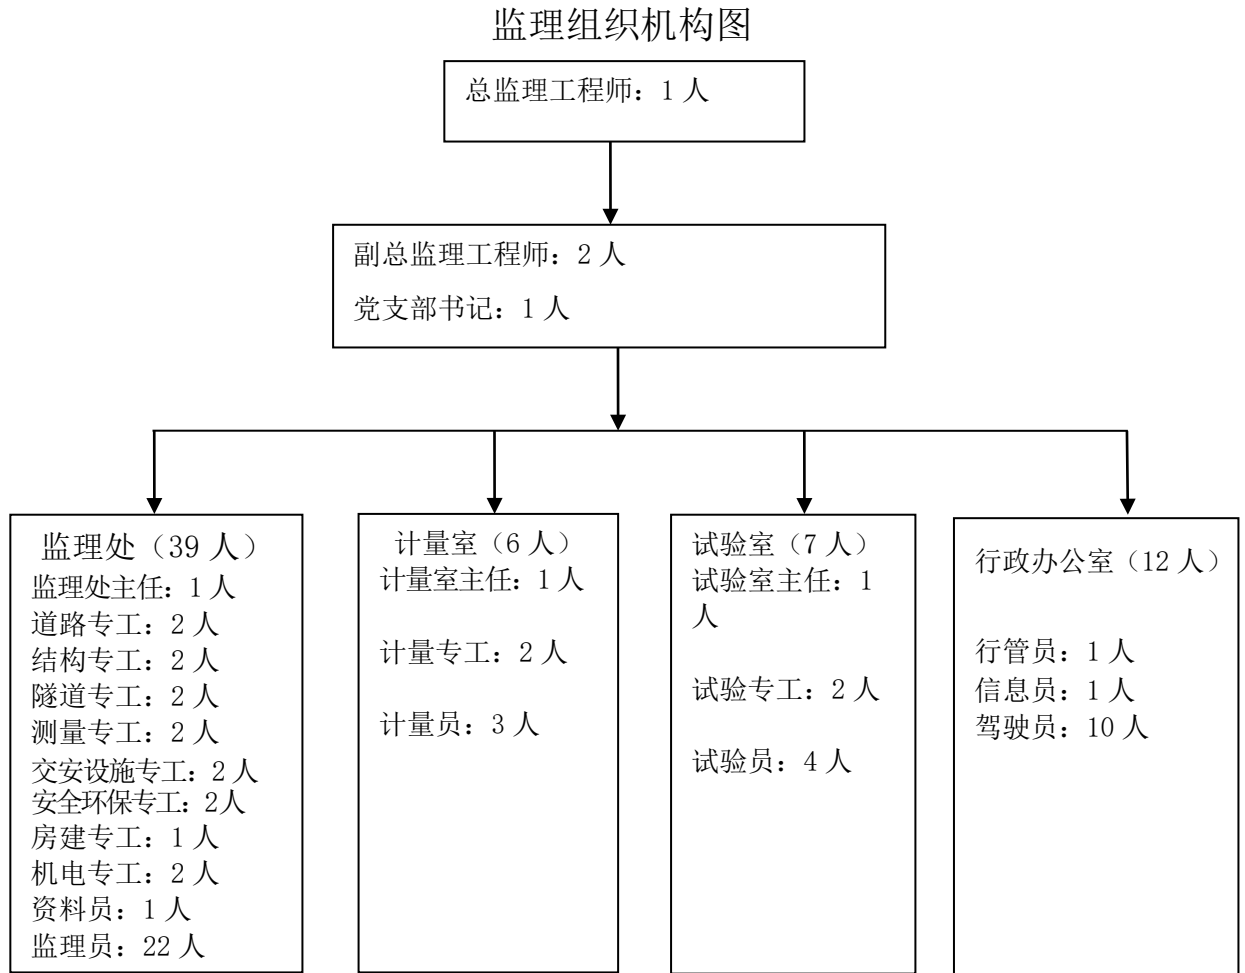 监理组织机构图
总监理工程师：1 人
副总监理工程师：2 人
党支部书记：1 人
监理处（39 人）
监理处主任：1 人
道路专工：2 人
结构专工：2 人
隧道专工：2 人
测量专工：2 人
交安设施专工：2 人
安全环保专工：2人
房建专工：1 人
机电专工：2 人
资料员：1 人
监理员：22 人
计量室（6 人）
计量室主任：1 人
计量专工：2 人
计量员：3 人
试验室（7 人）
试验室主任：1
人
试验专工：2 人
试验员：4 人
行政办公室（12 人）
行管员：1 人
信息员：1 人
驾驶员：10 人